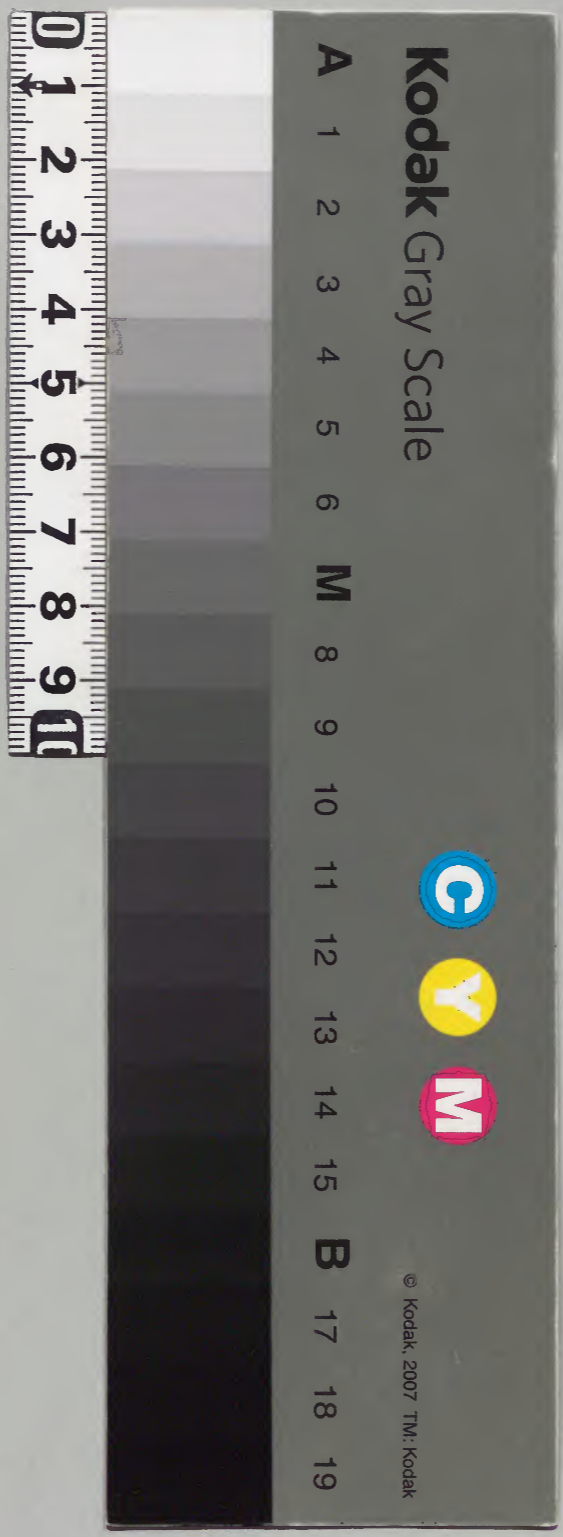 Kodak Gray Scale
C Y M
© Kodak, 2007 TM: Kodak
A 1 2 3 4 5 6 M 8 9 10 11 12 13 14 15 B 17 18 19
0 1 2 3 4 5 6 7 8 9 10